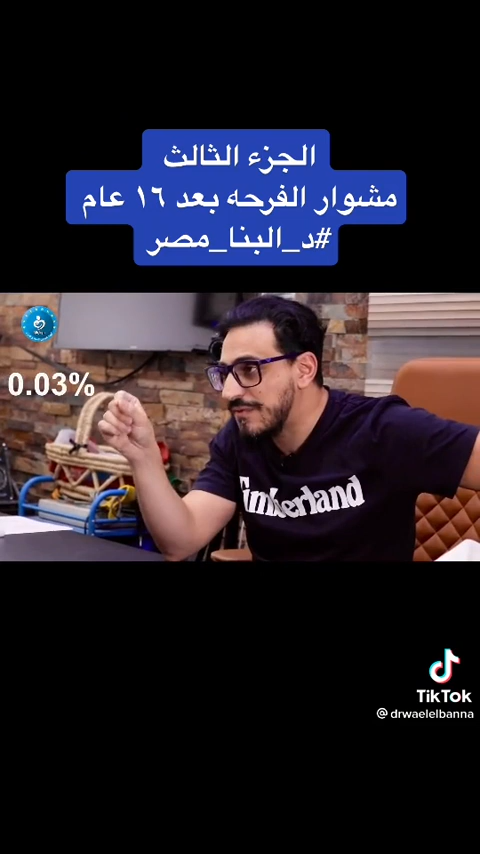 الجزء الثالث
مشوار الفرحه بعد ١٦ عام
#د_البنا_مصر
0.03%
Timberland
TikTok
@drwaelelbanna